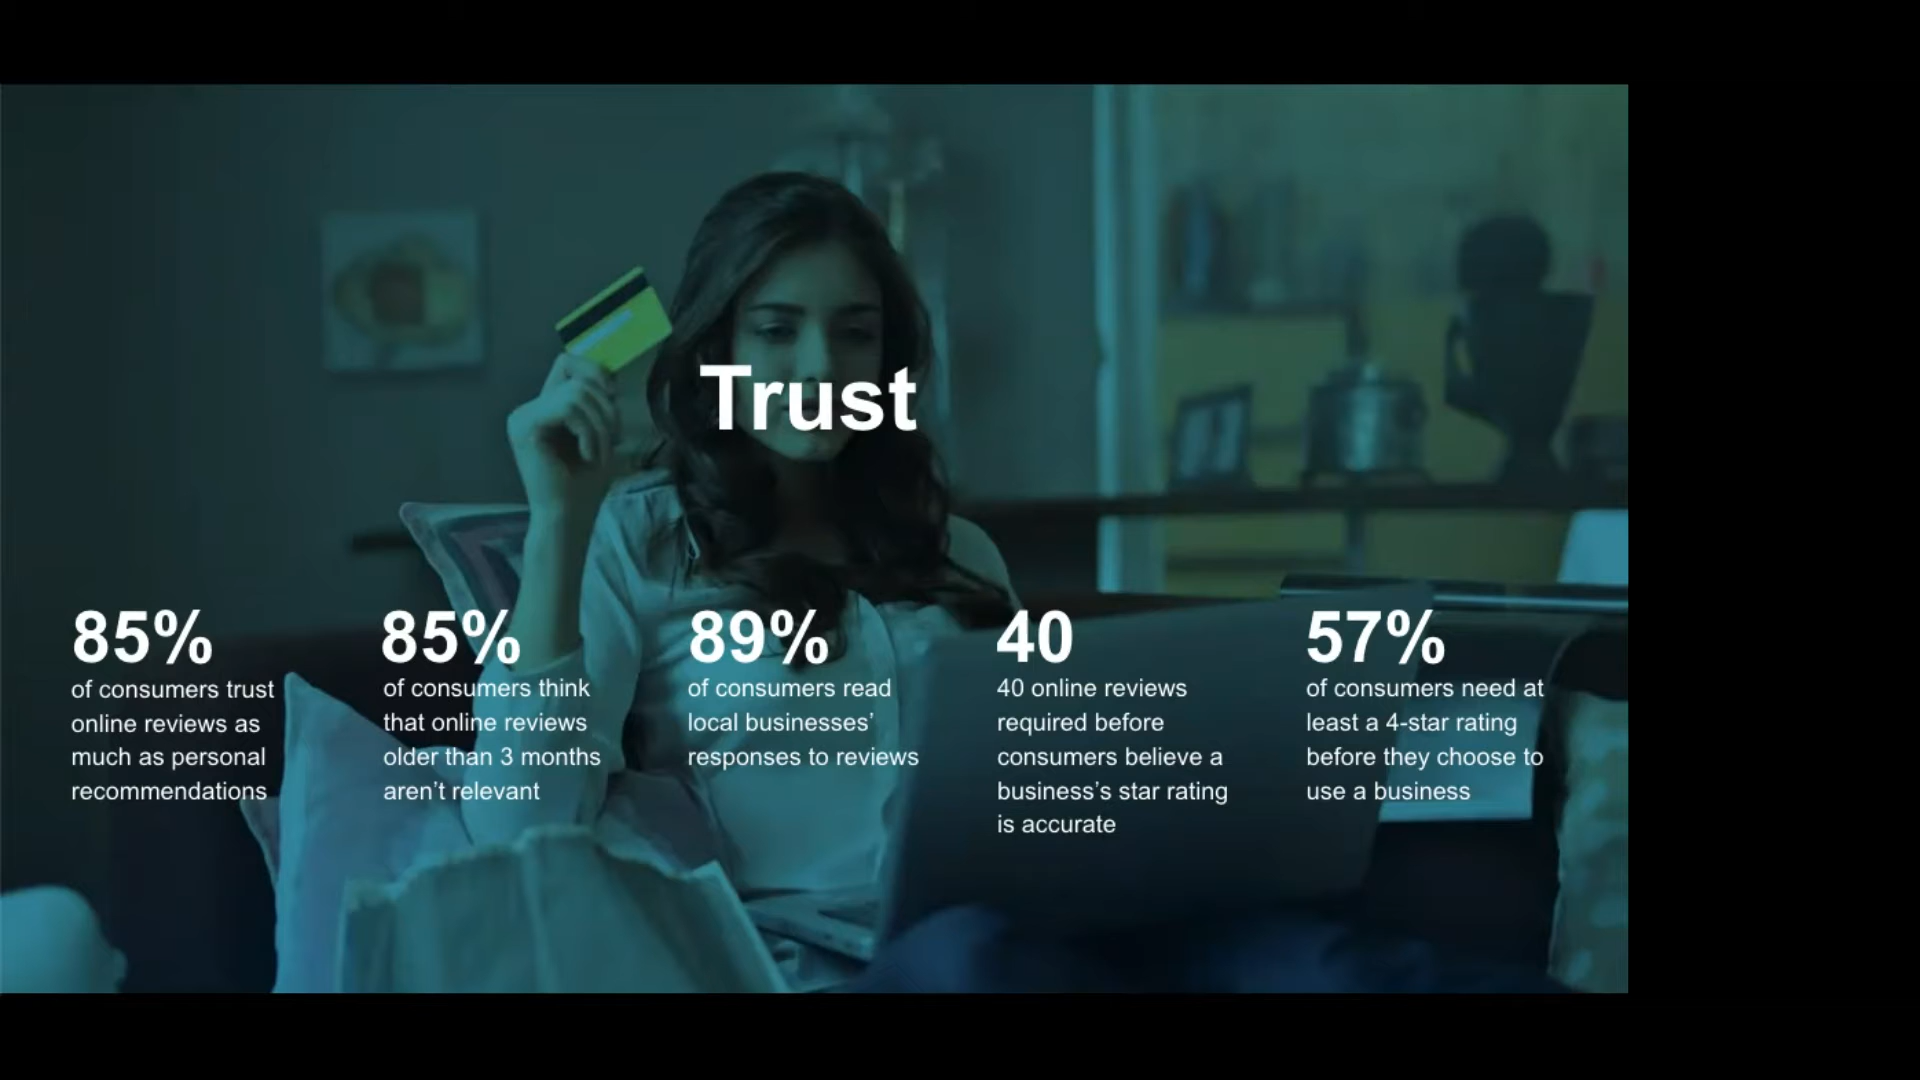 Trust
85%
of consumers trust
online reviews as
much as personal
recommendations
85%
of consumers think
that online reviews
older than 3 months
aren’t relevant
89%
of consumers read
local businesses’
responses to reviews
40
40 online reviews
required before
consumers believe a
business’s star rating
is accurate
57%
of consumers need at
least a 4-star rating
before they choose to
use a business